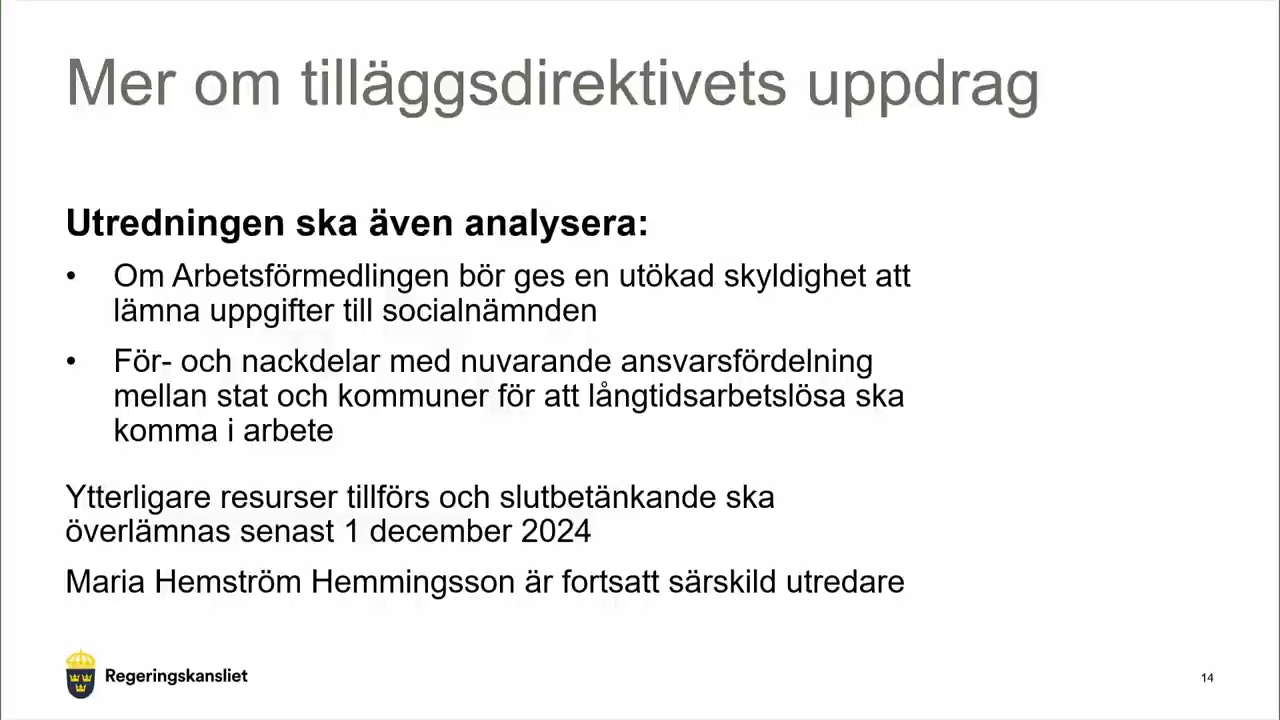 Mer om tilläggsdirektivets uppdrag
Utredningen ska även analysera:
• Om Arbetsförmedlingen bör ges en utökad skyldighet att
lämna uppgifter till socialnämnden
• För- och nackdelar med nuvarande ansvarsfördelning
mellan stat och kommuner för att långtidsarbetslösa ska
komma i arbete
Ytterligare resurser tillförs och slutbetänkande ska
överlämnas senast 1 december 2024
Maria Hemström Hemmingsson är fortsatt särskild utredare
Regeringskansliet
14